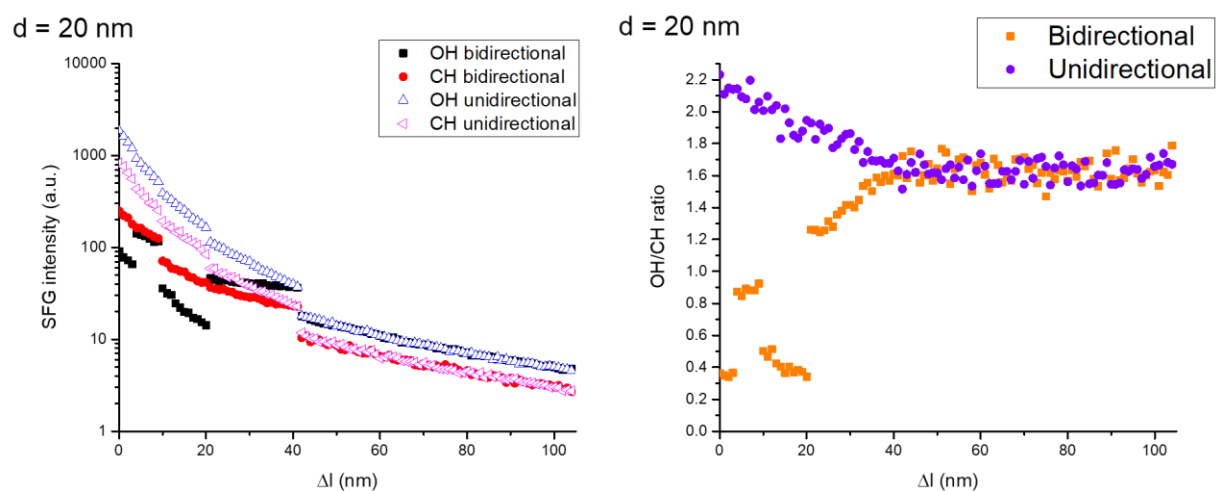 d = 20 nm
OH bidirectional
CH bidirectional
OH unidirectional
CH unidirectional
10000
1000
100
10
1
SFG intensity (a.u.)
0 20 40 60 80 100
Δl (nm)
d = 20 nm
Bidirectional
Unidirectional
2.2
2.0
1.8
1.6
1.4
1.2
1.0
0.8
0.6
0.4
0.2
0.0
OH/CH ratio
0 20 40 60 80 100
Δl (nm)